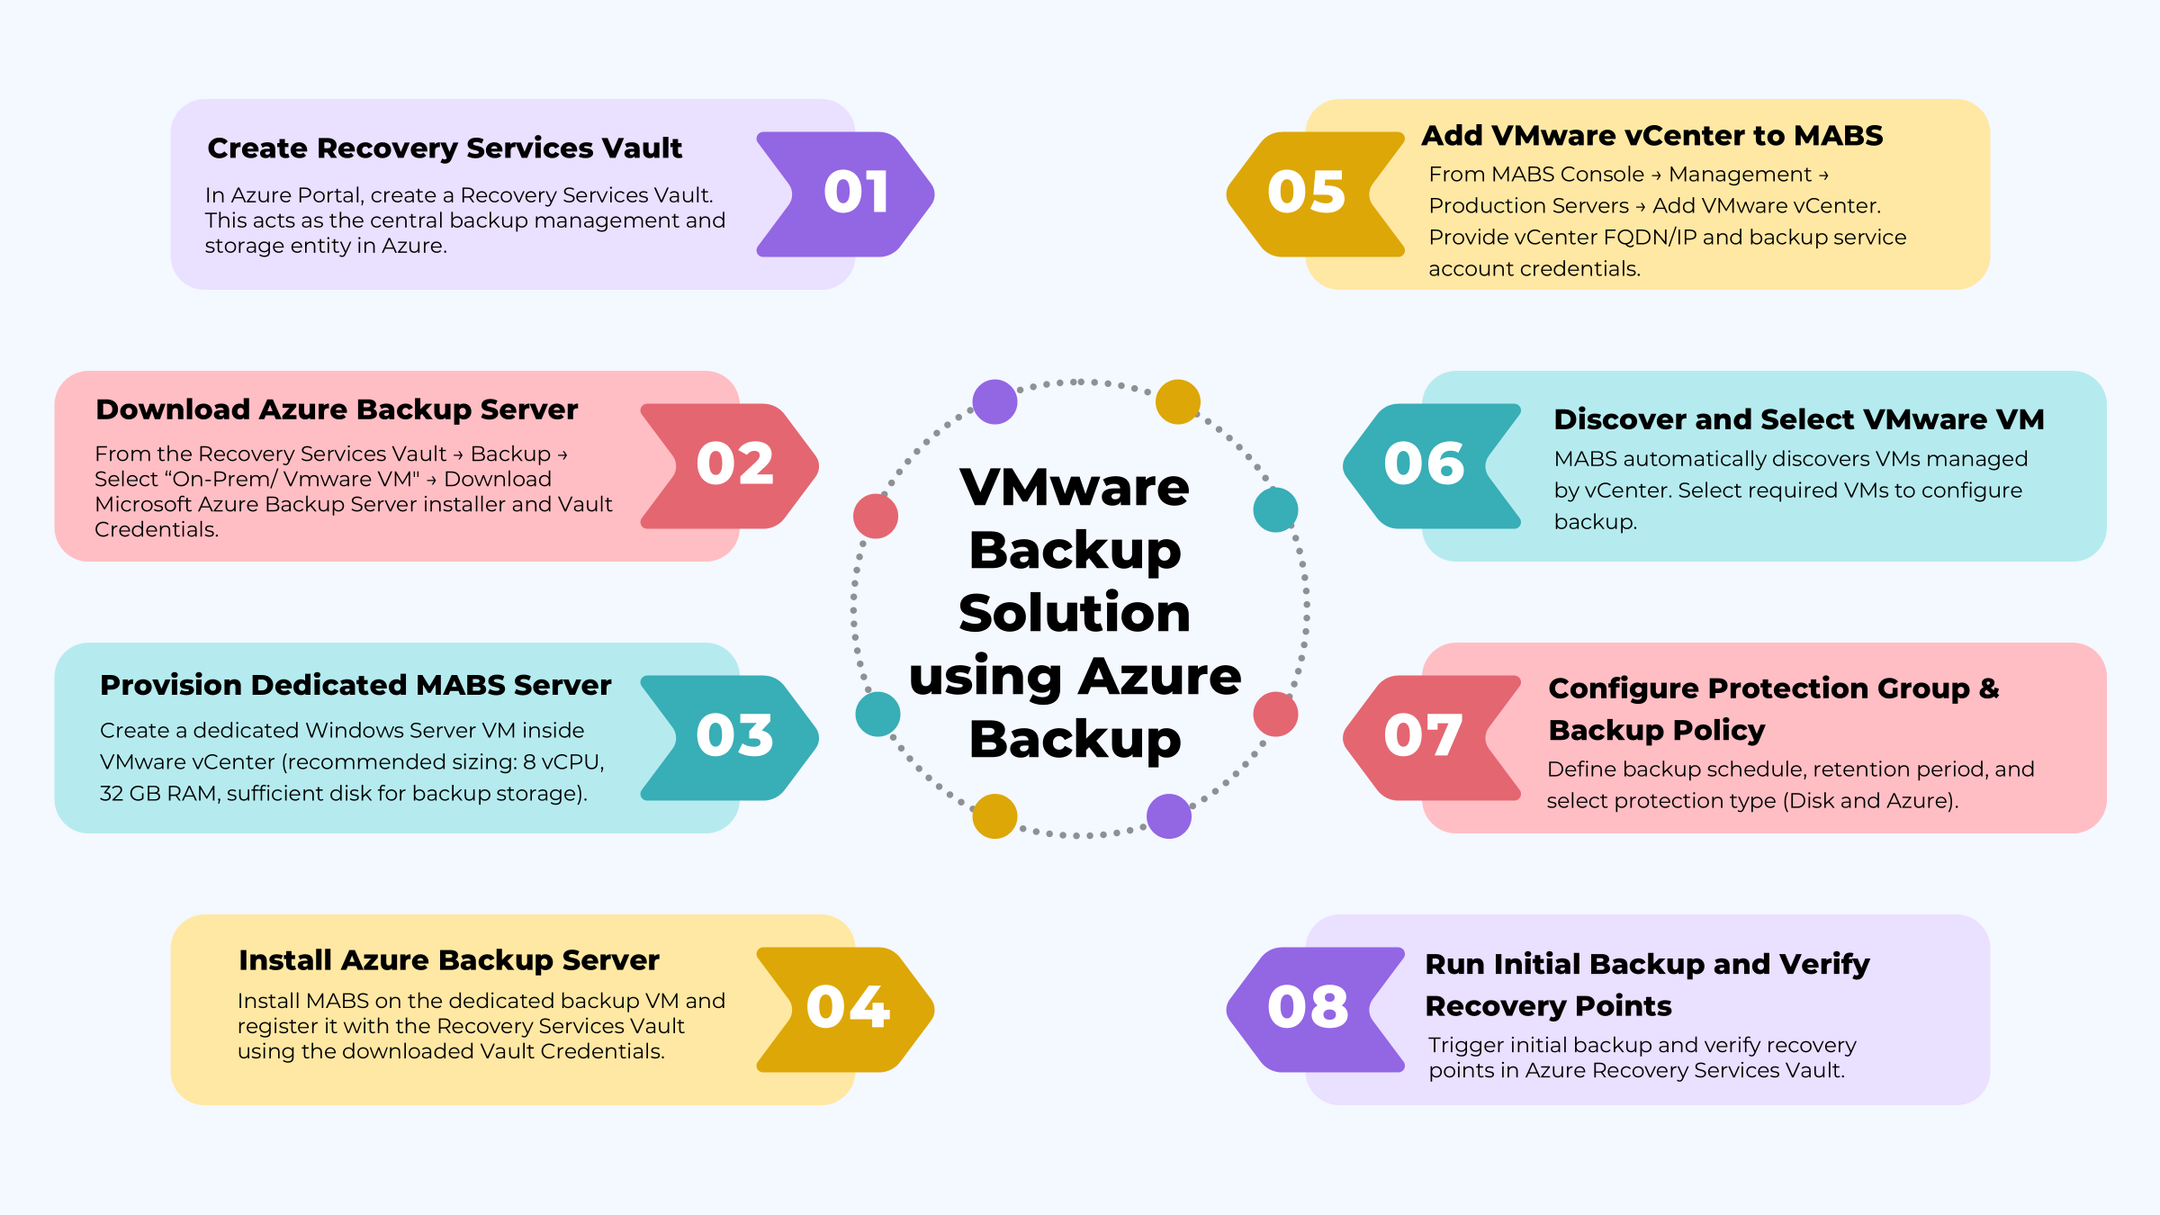 Create Recovery Services Vault
In Azure Portal, create a Recovery Services Vault.
This acts as the central backup management and
storage entity in Azure.
01
Download Azure Backup Server
From the Recovery Services Vault → Backup →
Select “On-Prem/ Vmware VM" → Download
Microsoft Azure Backup Server installer and Vault
Credentials.
02
Provision Dedicated MABS Server
Create a dedicated Windows Server VM inside
VMware vCenter (recommended sizing: 8 vCPU,
32 GB RAM, sufficient disk for backup storage).
03
Install Azure Backup Server
Install MABS on the dedicated backup VM and
register it with the Recovery Services Vault
using the downloaded Vault Credentials.
04
VMware
Backup
Solution
using Azure
Backup
05
Add VMware vCenter to MABS
From MABS Console → Management →
Production Servers → Add VMware vCenter.
Provide vCenter FQDN/IP and backup service
account credentials.
06
Discover and Select VMware VM
MABS automatically discovers VMs managed
by vCenter. Select required VMs to configure
backup.
07
Configure Protection Group &
Backup Policy
Define backup schedule, retention period, and
select protection type (Disk and Azure).
08
Run Initial Backup and Verify
Recovery Points
Trigger initial backup and verify recovery
points in Azure Recovery Services Vault.